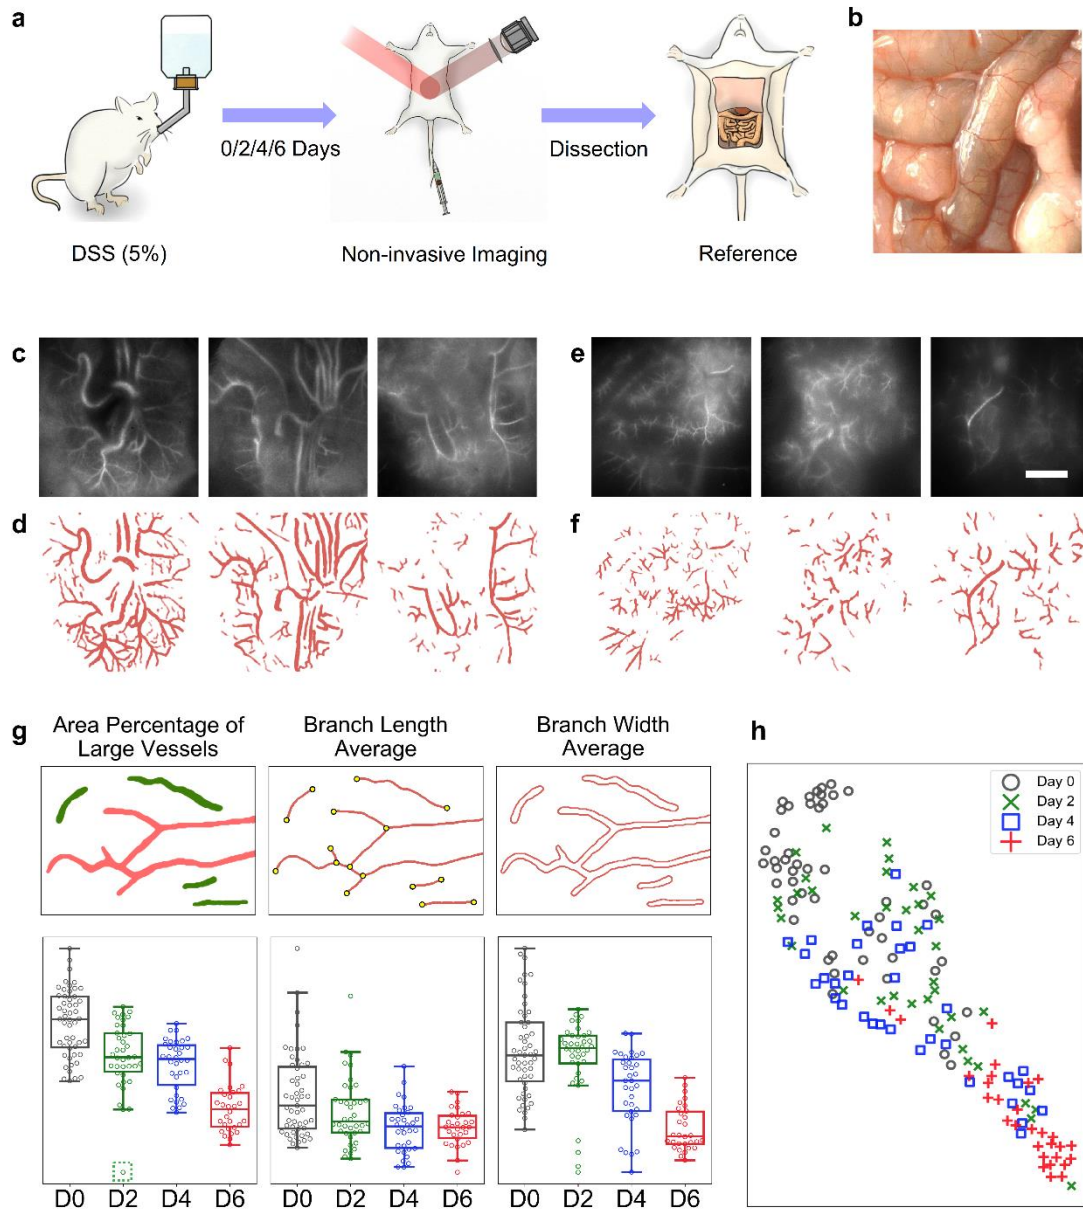 a
b
0/2/4/6 Days
Dissection
DSS (5%)
Non-invasive Imaging
Reference
c
e
d
f
g
Area Percentage of
Large Vessels
Branch Length
Average
Branch Width
Average
h
Day 0
Day 2
Day 4
Day 6
D0 D2 D4 D6
D0 D2 D4 D6
D0 D2 D4 D6